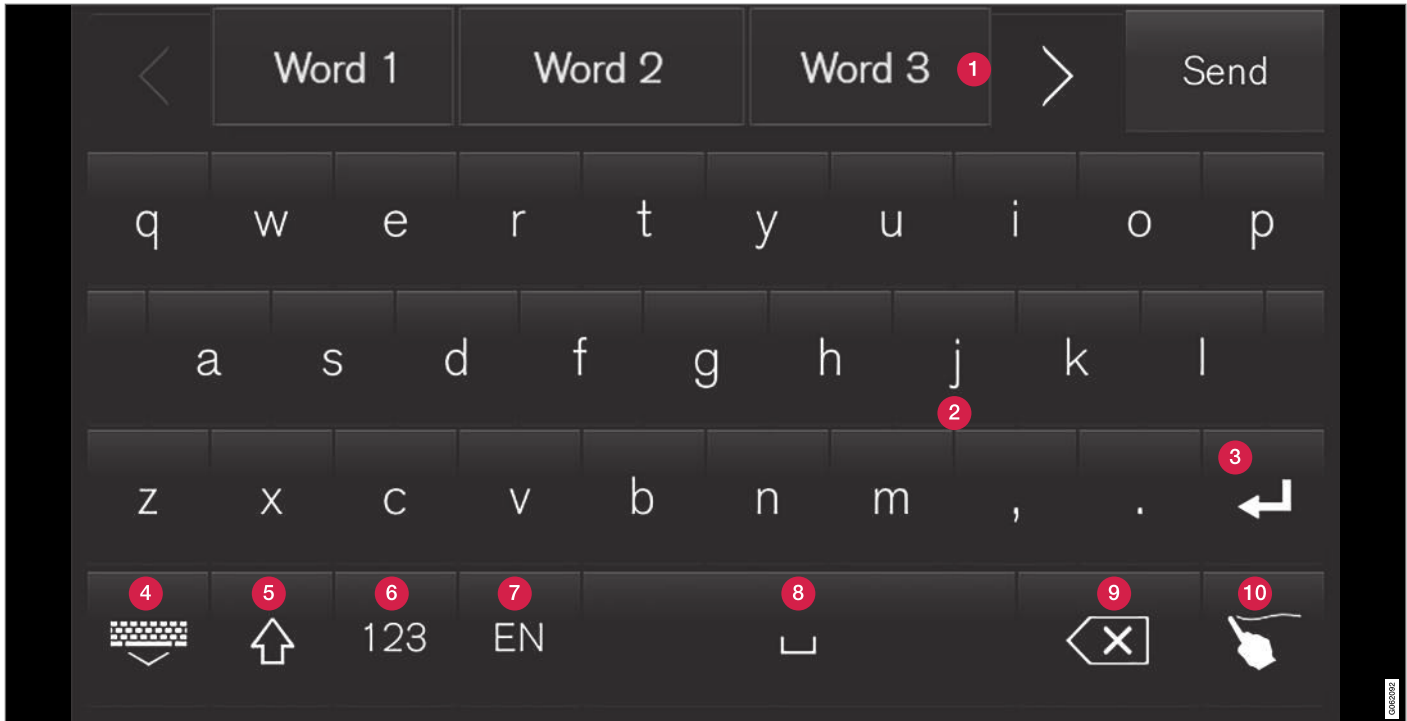 Word 1 Word 2 Word 3 1 Send
q w e r t y u i o p
a s d f g h j k l
2
3
z x c v b n m , .
4 5 6 7 8 9 10
123 EN
G062092